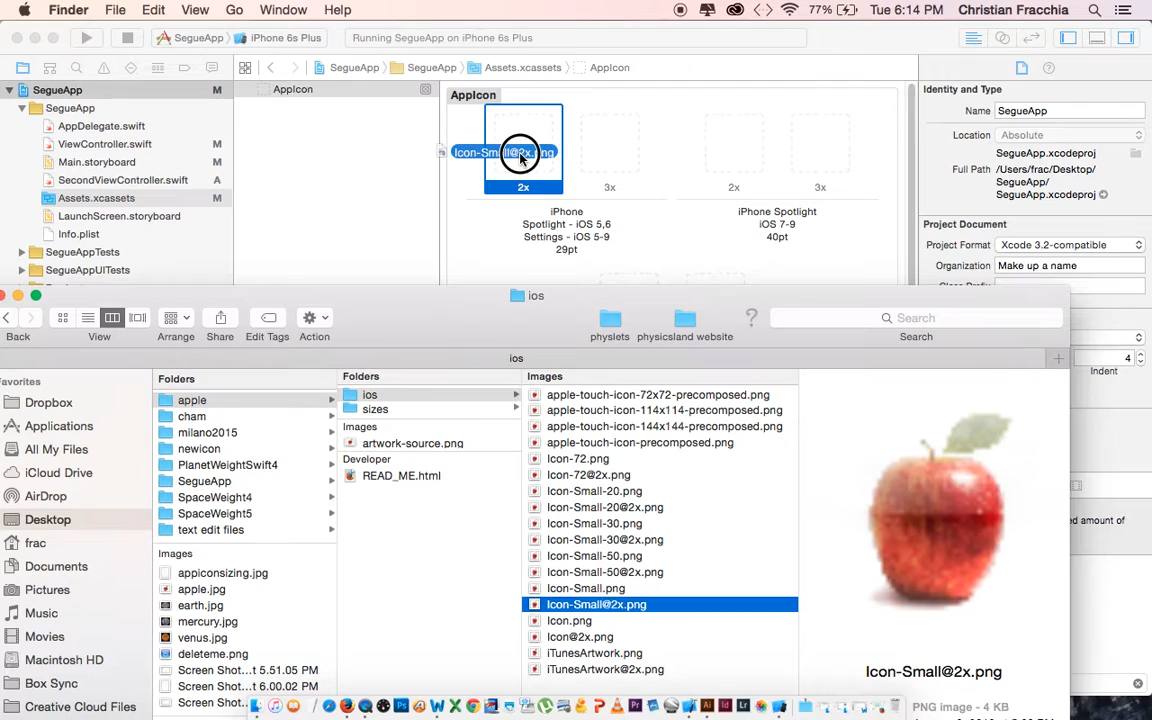 Finder File Edit View Go Window Help 77% Tue 6:14 PM Christian Fracchia
SegueApp iPhone 6s Plus Running SegueApp on iPhone 6s Plus
SegueApp SegueApp Assets.xcassets AppIcon
SegueApp M
SegueApp
AppDelegate.swift
ViewController.swift M
Main.storyboard M
SecondViewController.swift A
Assets.xcassets M
LaunchScreen.storyboard
Info.plist
SegueAppTests
SegueAppUITests
AppIcon
AppIcon
Icon-Small@2x.png
2x 3x 2x 3x
iPhone
Spotlight - iOS 5,6
Settings - iOS 5-9
29pt
iPhone Spotlight
iOS 7-9
40pt
Identity and Type
Name SegueApp
Location Absolute
SegueApp.xcodeproj
Full Path /Users/frac/Desktop/
SegueApp/
SegueApp.xcodeproj
Project Document
Project Format Xcode 3.2-compatible
Organization Make up a name
4
Indent
ed amount of
ios
Back View Arrange Share Edit Tags Action physlets physicsland website Search
Search
ios
Favorites
Dropbox
Applications
All My Files
iCloud Drive
AirDrop
Desktop
frac
Documents
Pictures
Music
Movies
Macintosh HD
Box Sync
Creative Cloud Files
Folders
apple
cham
milano2015
newicon
PlanetWeightSwift4
SegueApp
SpaceWeight4
SpaceWeight5
text edit files
Images
appiconsizing.jpg
apple.jpg
earth.jpg
mercury.jpg
venus.jpg
deleteme.png
Screen Shot...t 5.51.05 PM
Screen Shot...t 6.00.02 PM
Screen Shot...
Folders
ios
sizes
Images
artwork-source.png
Developer
READ_ME.html
Images
apple-touch-icon-72x72-precomposed.png
apple-touch-icon-114x114-precomposed.png
apple-touch-icon-144x144-precomposed.png
apple-touch-icon-precomposed.png
Icon-72.png
Icon-72@2x.png
Icon-Small-20.png
Icon-Small-20@2x.png
Icon-Small-30.png
Icon-Small-30@2x.png
Icon-Small-50.png
Icon-Small-50@2x.png
Icon-Small.png
Icon-Small@2x.png
Icon.png
Icon@2x.png
iTunesArtwork.png
iTunesArtwork@2x.png
Icon-Small@2x.png
PNG image - 4 KB